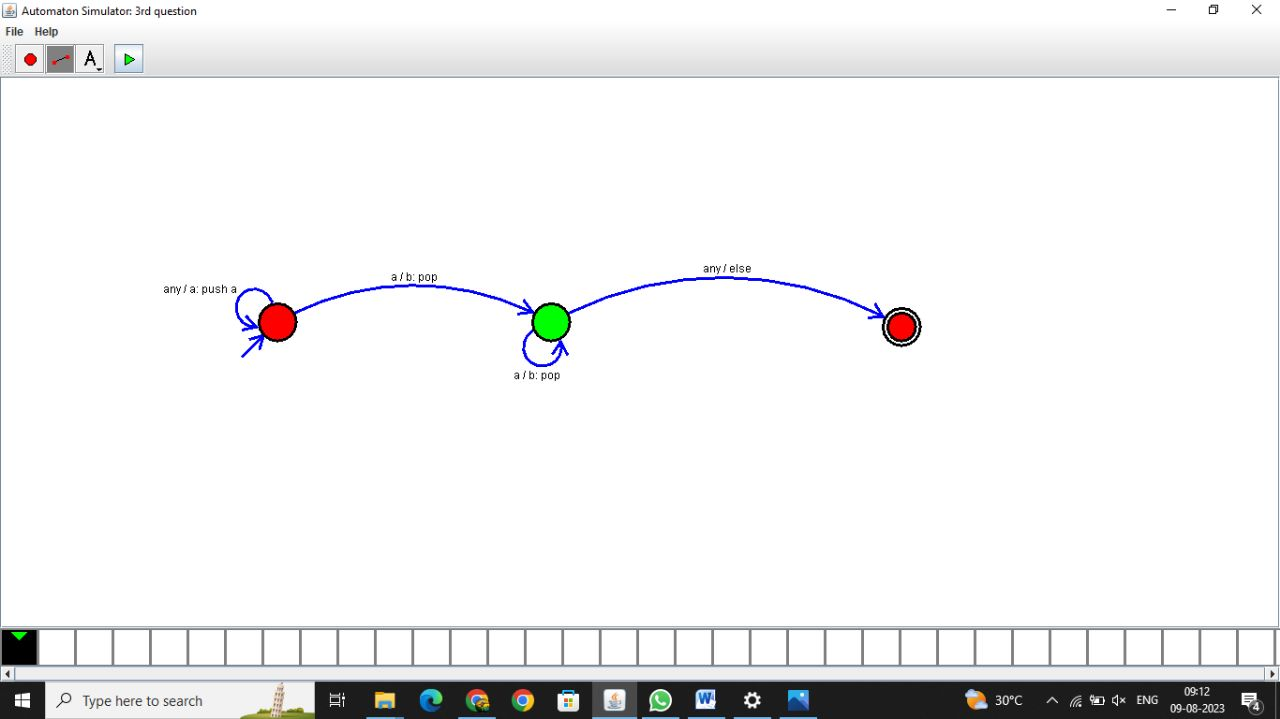 Automaton Simulator: 3rd question
File Help
A
any / else
a / b: pop
any / a: push a
a / b: pop
Type here to search
W
30°C
ENG
09:12
09-08-2023
4